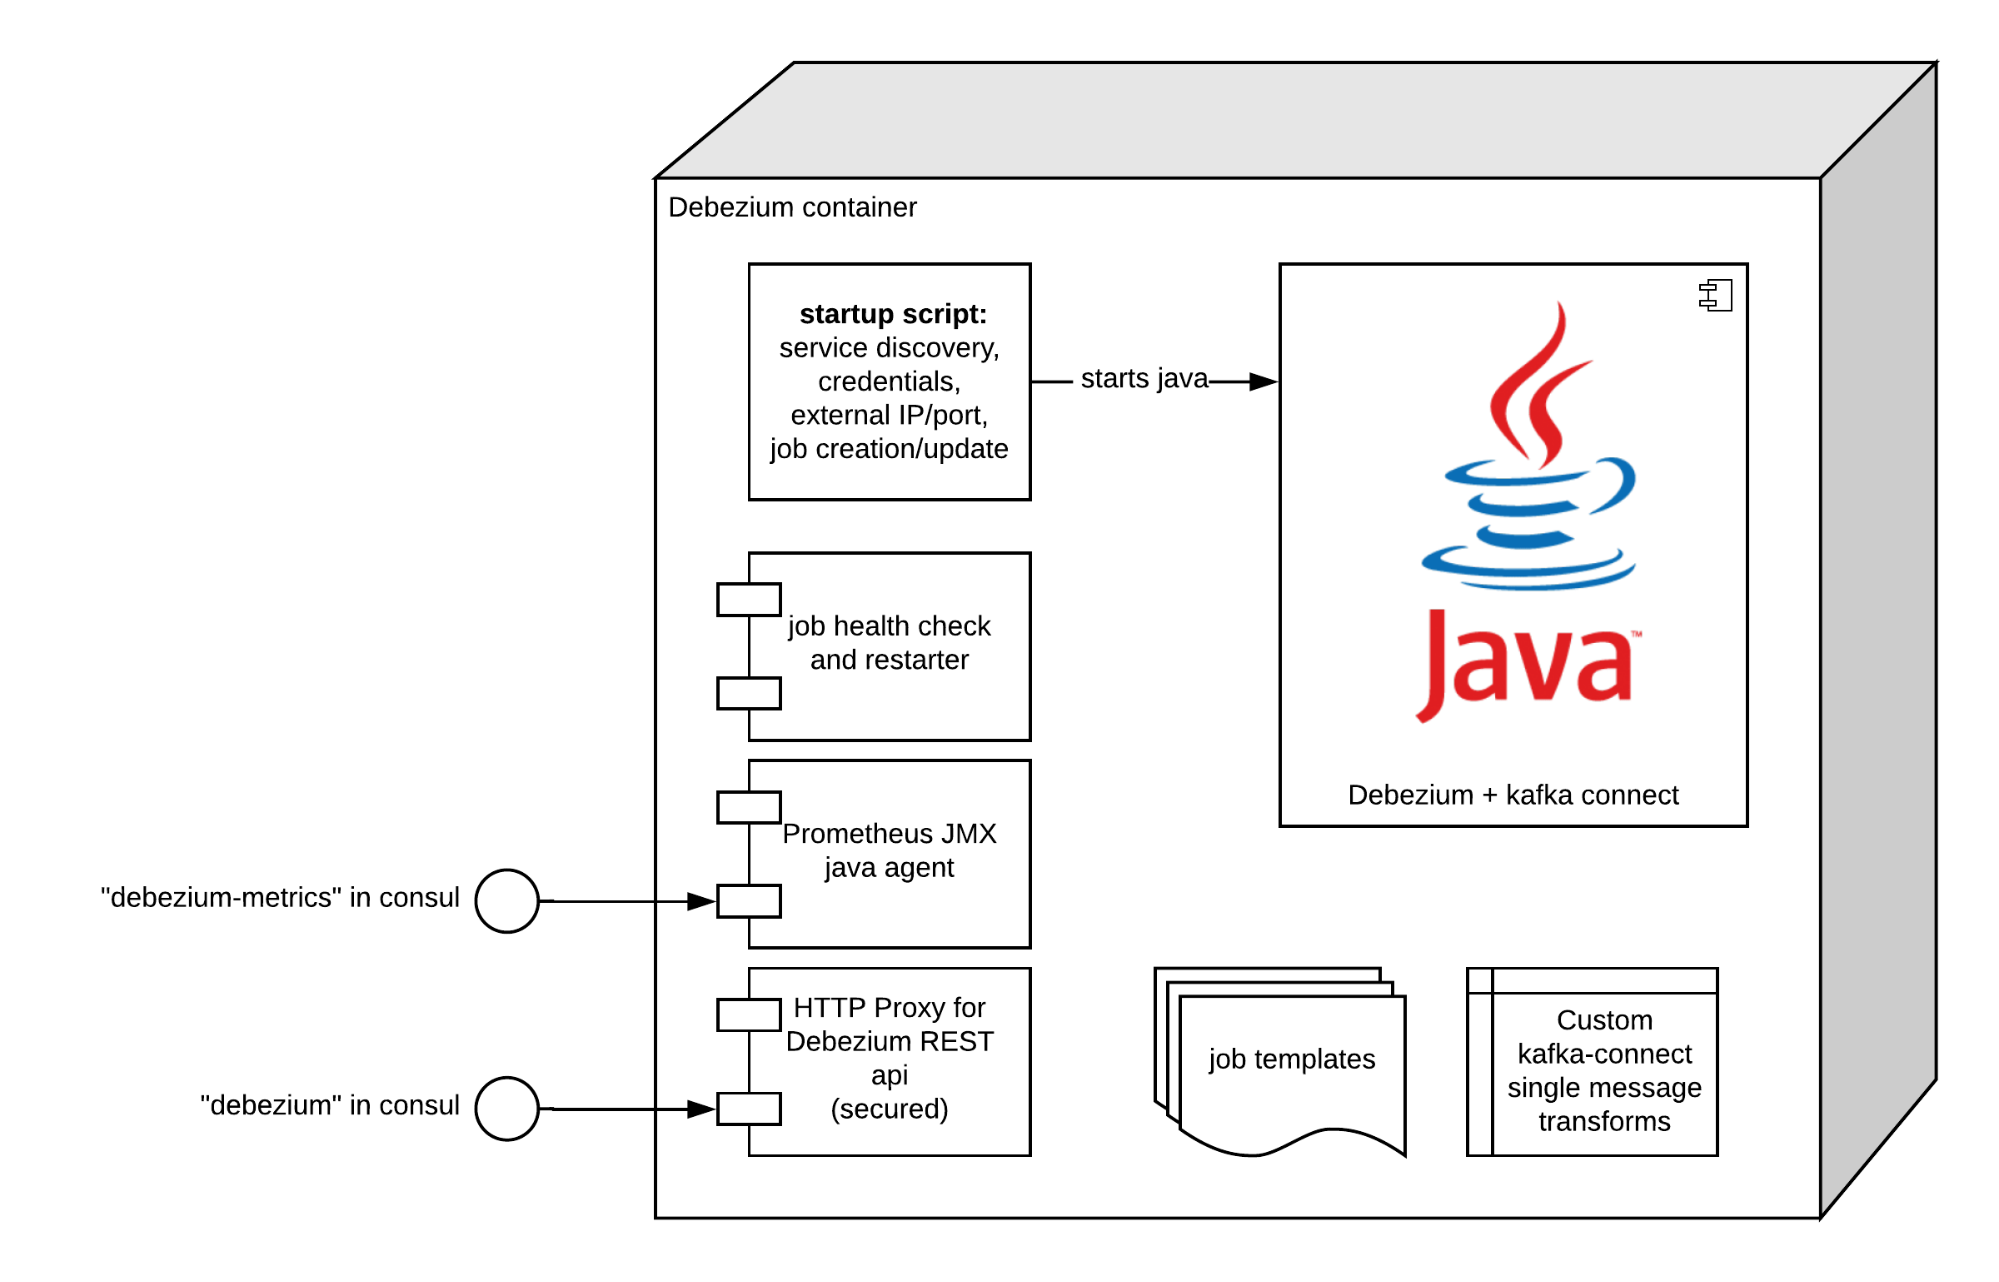 Debezium container
startup script:
service discovery,
credentials,
external IP/port,
job creation/update
starts java
Java™
Debezium + kafka connect
job health check
and restarter
Prometheus JMX
java agent
"debezium-metrics" in consul
HTTP Proxy for
Debezium REST
api
(secured)
"debezium" in consul
job templates
Custom
kafka-connect
single message
transforms